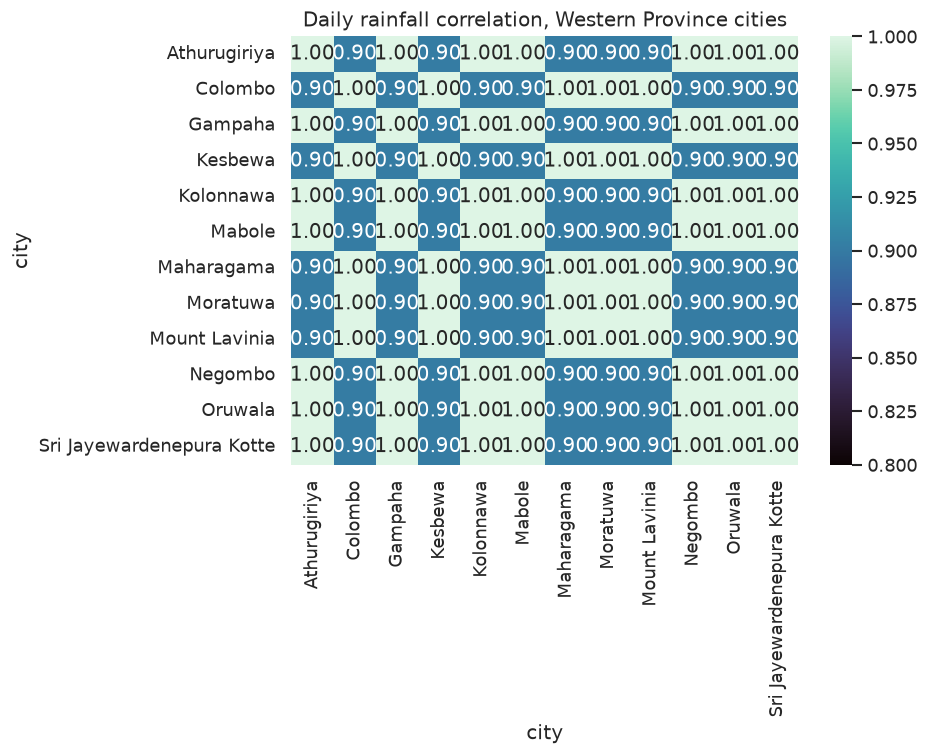 Daily rainfall correlation, Western Province cities
Athurugiriya 1.00 0.90 1.00 0.90 1.00 1.00 0.90 0.90 0.90 1.00 1.00 1.00
Colombo 0.90 1.00 0.90 1.00 0.90 0.90 1.00 1.00 1.00 0.90 0.90 0.90
Gampaha 1.00 0.90 1.00 0.90 1.00 1.00 0.90 0.90 0.90 1.00 1.00 1.00
Kesbewa 0.90 1.00 0.90 1.00 0.90 0.90 1.00 1.00 1.00 0.90 0.90 0.90
Kolonnawa 1.00 0.90 1.00 0.90 1.00 1.00 0.90 0.90 0.90 1.00 1.00 1.00
Mabole 1.00 0.90 1.00 0.90 1.00 1.00 0.90 0.90 0.90 1.00 1.00 1.00
Maharagama 0.90 1.00 0.90 1.00 0.90 0.90 1.00 1.00 1.00 0.90 0.90 0.90
Moratuwa 0.90 1.00 0.90 1.00 0.90 0.90 1.00 1.00 1.00 0.90 0.90 0.90
Mount Lavinia 0.90 1.00 0.90 1.00 0.90 0.90 1.00 1.00 1.00 0.90 0.90 0.90
Negombo 1.00 0.90 1.00 0.90 1.00 1.00 0.90 0.90 0.90 1.00 1.00 1.00
Oruwala 1.00 0.90 1.00 0.90 1.00 1.00 0.90 0.90 0.90 1.00 1.00 1.00
Sri Jayewardenepura Kotte 1.00 0.90 1.00 0.90 1.00 1.00 0.90 0.90 0.90 1.00 1.00 1.00
city
Athurugiriya
Colombo
Gampaha
Kesbewa
Kolonnawa
Mabole
Maharagama
Moratuwa
Mount Lavinia
Negombo
Oruwala
Sri Jayewardenepura Kotte
city
1.000
0.975
0.950
0.925
0.900
0.875
0.850
0.825
0.800